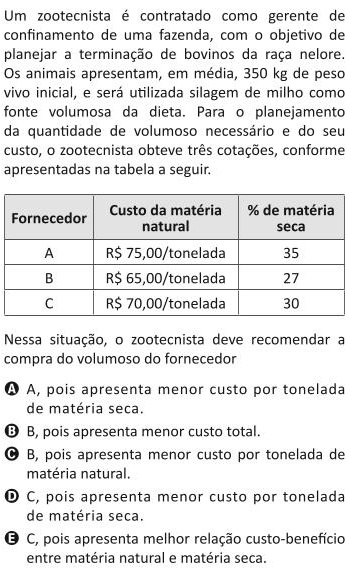 Um zootecnista é contratado como gerente de
confinamento de uma fazenda, com o objetivo de
planejar a terminação de bovinos da raça nelore.
Os animais apresentam, em média, 350 kg de peso
vivo inicial, e será utilizada silagem de milho como
fonte volumosa da dieta. Para o planejamento
da quantidade de volumoso necessário e do seu
custo, o zootecnista obteve três cotações, conforme
apresentadas na tabela a seguir.
Fornecedor Custo da matéria natural % de matéria seca
A R$ 75,00/tonelada 35
B R$ 65,00/tonelada 27
C R$ 70,00/tonelada 30
Nessa situação, o zootecnista deve recomendar a
compra do volumoso do fornecedor
A A, pois apresenta menor custo por tonelada
de matéria seca.
B B, pois apresenta menor custo total.
C B, pois apresenta menor custo por tonelada de
matéria natural.
D C, pois apresenta menor custo por tonelada
de matéria seca.
E C, pois apresenta melhor relação custo-benefício
entre matéria natural e matéria seca.